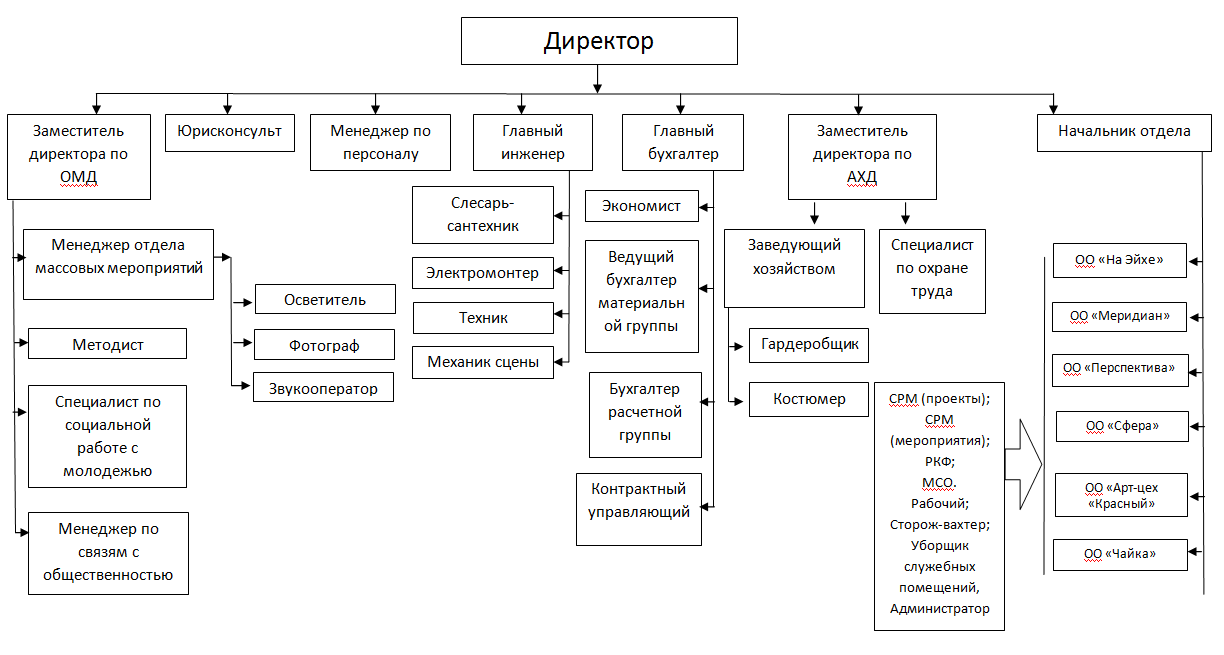 Директор
Заместитель
директора по
ОМД
Юрисконсульт
Менеджер по
персоналу
Главный
инженер
Главный
бухгалтер
Заместитель
директора по
АХД
Начальник отдела
Менеджер отдела
массовых мероприятий
Осветитель
Фотограф
Звукооператор
Методист
Специалист по
социальной
работе с
молодежью
Менеджер по
связям с
общественностью
Слесарь-
сантехник
Электромонтер
Техник
Механик сцены
Экономист
Ведущий
бухгалтер
материальн
ой группы
Бухгалтер
расчетной
группы
Контрактный
управляющий
Заведующий
хозяйством
Специалист
по охране
труда
Гардеробщик
Костюмер
СРМ (проекты);
СРМ
(мероприятия);
РКФ;
МСО.
Рабочий;
Сторож-вахтер;
Уборщик
служебных
помещений,
Администратор
ОО «На Эйхе»
ОО «Меридиан»
ОО «Перспектива»
ОО «Сфера»
ОО «Арт-цех
«Красный»
ОО «Чайка»